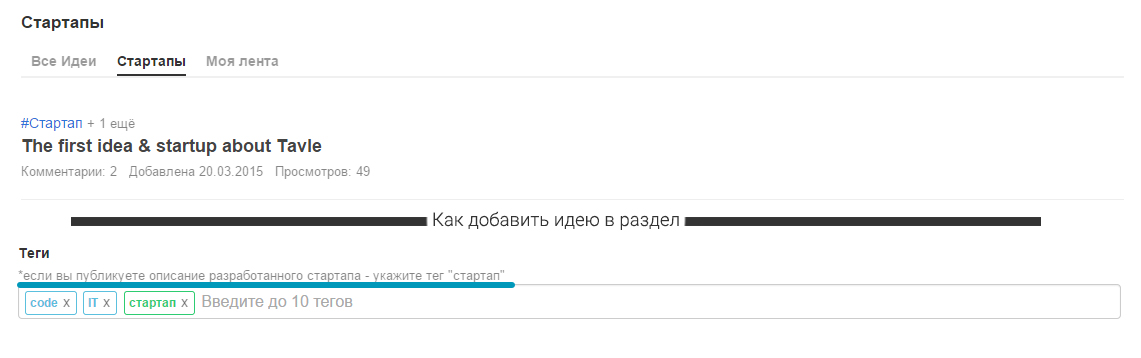 Стартапы
Все Идеи Стартапы Моя лента
#Стартап + 1 ещё
The first idea & startup about Tavle
Комментарии: 2 Добавлена 20.03.2015 Просмотров: 49
Как добавить идею в раздел
Теги
*если вы публикуете описание разработанного стартапа - укажите тег "стартап"
code x IT x стартап x Введите до 10 тегов